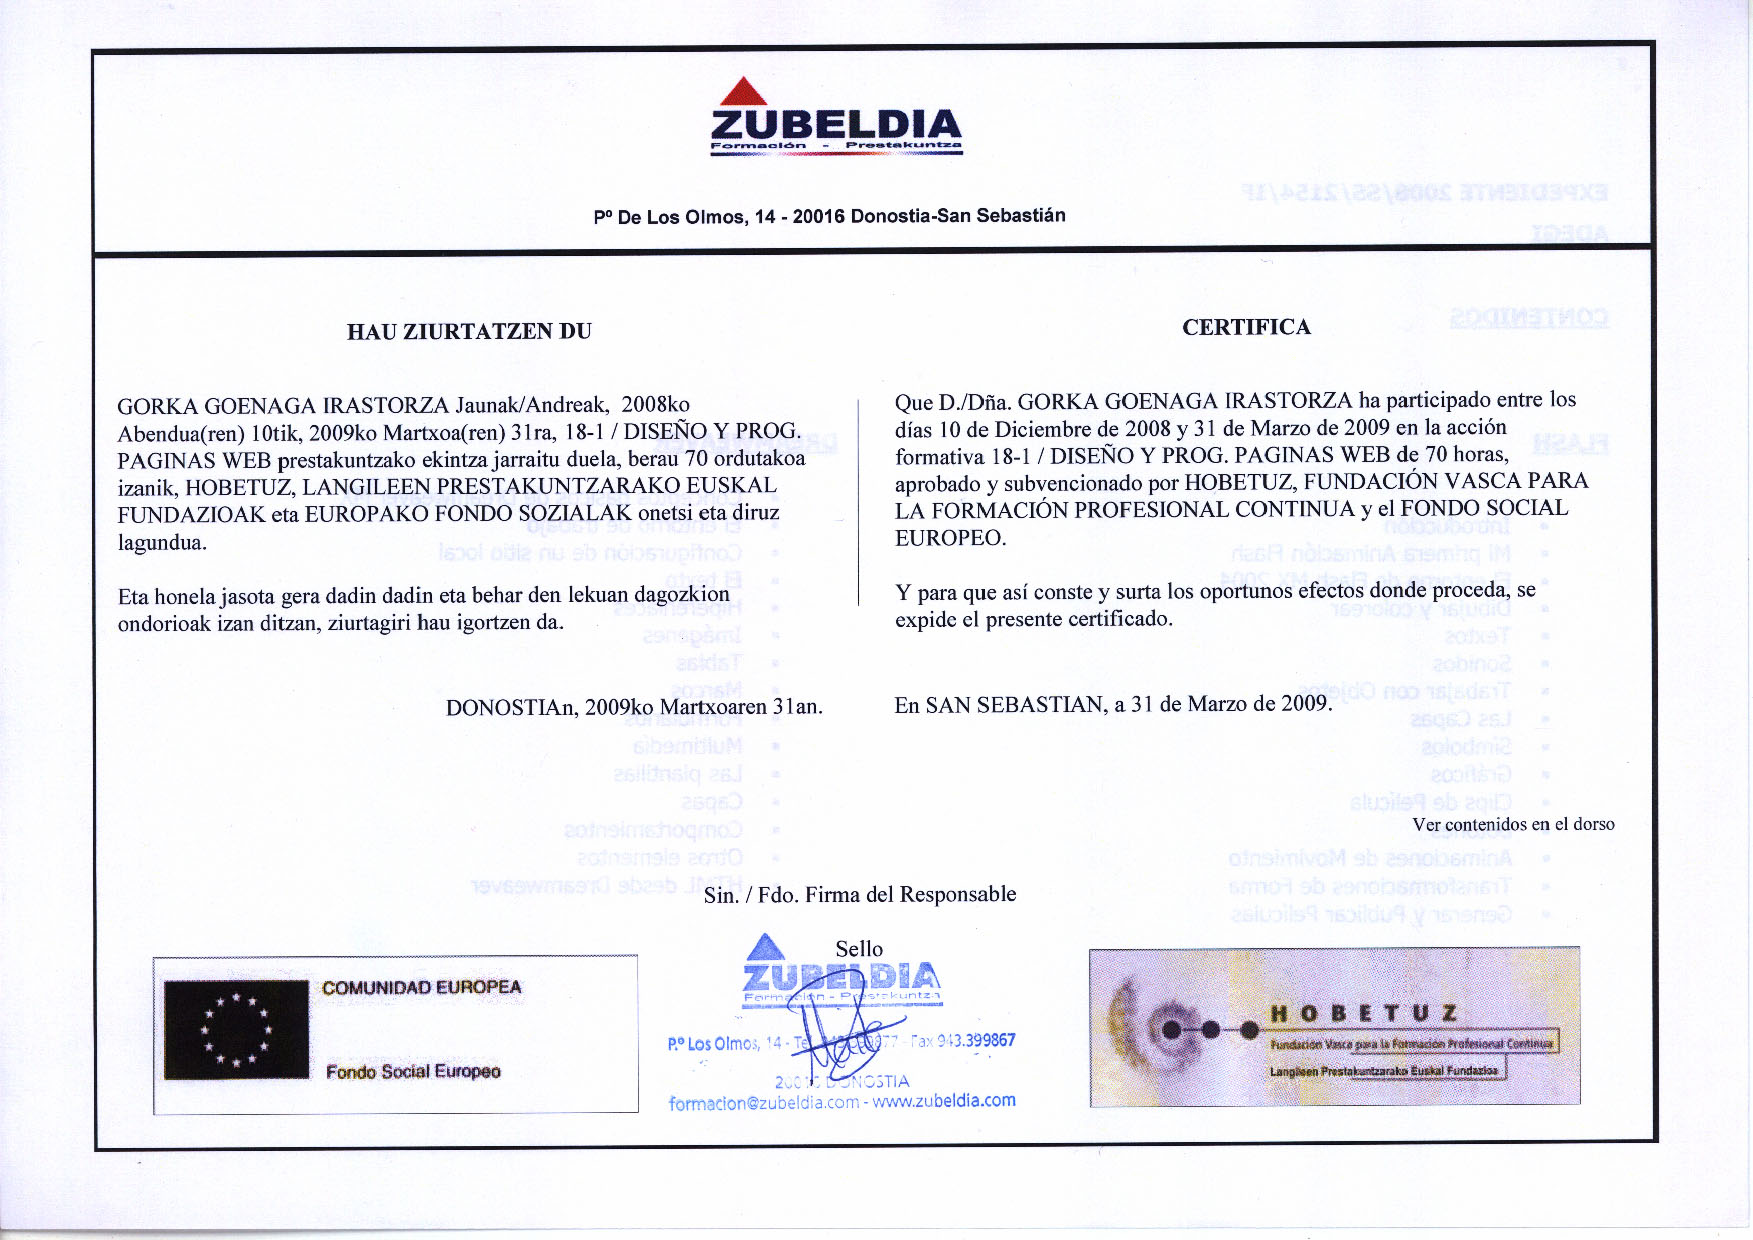 ZUBELDIA
Formación - Prestakuntza
Pº De Los Olmos, 14 - 20016 Donostia-San Sebastián
HAU ZIURTATZEN DU
GORKA GOENAGA IRASTORZA Jaunak/Andreak, 2008ko
Abendua(ren) 10tik, 2009ko Martxoa(ren) 31ra, 18-1 / DISEÑO Y PROG.
PAGINAS WEB prestakuntzako ekintza jarraitu duela, berau 70 ordutakoa
izanik, HOBETUZ, LANGILEEN PRESTAKUNTZARAKO EUSKAL
FUNDAZIOAK eta EUROPAKO FONDO SOZIALAK onetsi eta diruz
lagundua.
Eta honela jasota gera dadin dadin eta behar den lekuan dagozkion
ondorioak izan ditzan, ziurtagiri hau igortzen da.
DONOSTIAn, 2009ko Martxoaren 31an.
CERTIFICA
Que D./Dña. GORKA GOENAGA IRASTORZA ha participado entre los
días 10 de Diciembre de 2008 y 31 de Marzo de 2009 en la acción
formativa 18-1 / DISEÑO Y PROG. PAGINAS WEB de 70 horas,
aprobado y subvencionado por HOBETUZ, FUNDACIÓN VASCA PARA
LA FORMACIÓN PROFESIONAL CONTINUA y el FONDO SOCIAL
EUROPEO.
Y para que así conste y surta los oportunos efectos donde proceda, se
expide el presente certificado.
En SAN SEBASTIAN, a 31 de Marzo de 2009.
Ver contenidos en el dorso
Sin. / Fdo. Firma del Responsable
Sello
COMUNIDAD EUROPEA
Fondo Social Europeo
ZUBELDIA
Formación - Prestakuntza
P.º Los Olmos, 14 - Tel. Fax 943.399867
DONOSTIA
formacion@zubeldia.com - www.zubeldia.com
HOBETUZ
Fundación Vasca para la Formación Profesional Continua
Langileen Prestakuntzarako Euskal Fundazioa